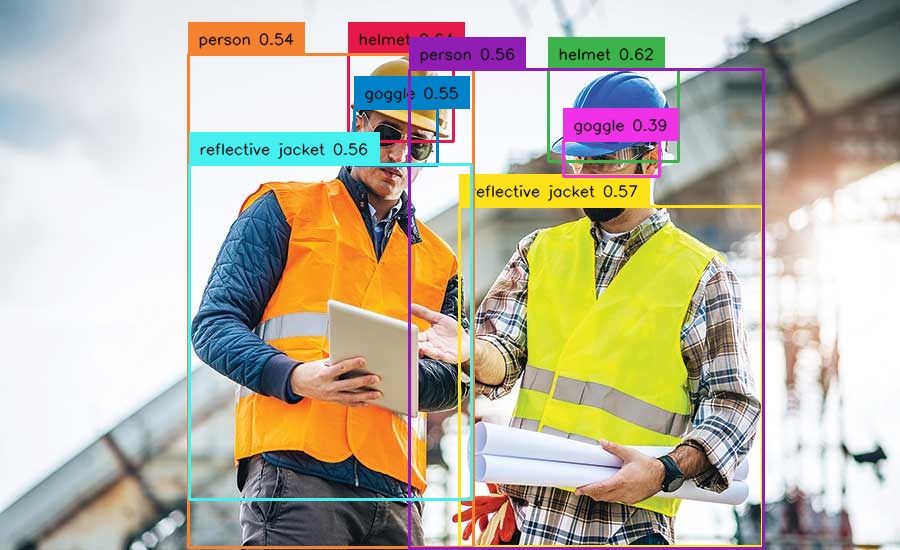 person 0.54
helmet 0.64
person 0.56
helmet 0.62
goggle 0.55
goggle 0.39
reflective jacket 0.56
reflective jacket 0.57